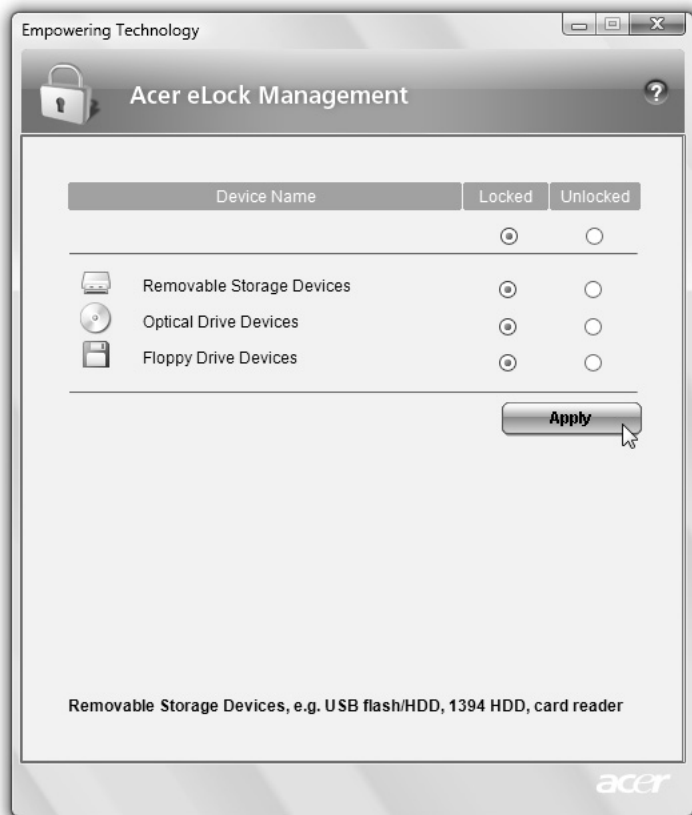 Empowering Technology
Acer eLock Management
?
Device Name Locked Unlocked
Removable Storage Devices
Optical Drive Devices
Floppy Drive Devices
Apply
Removable Storage Devices, e.g. USB flash/HDD, 1394 HDD, card reader
acer